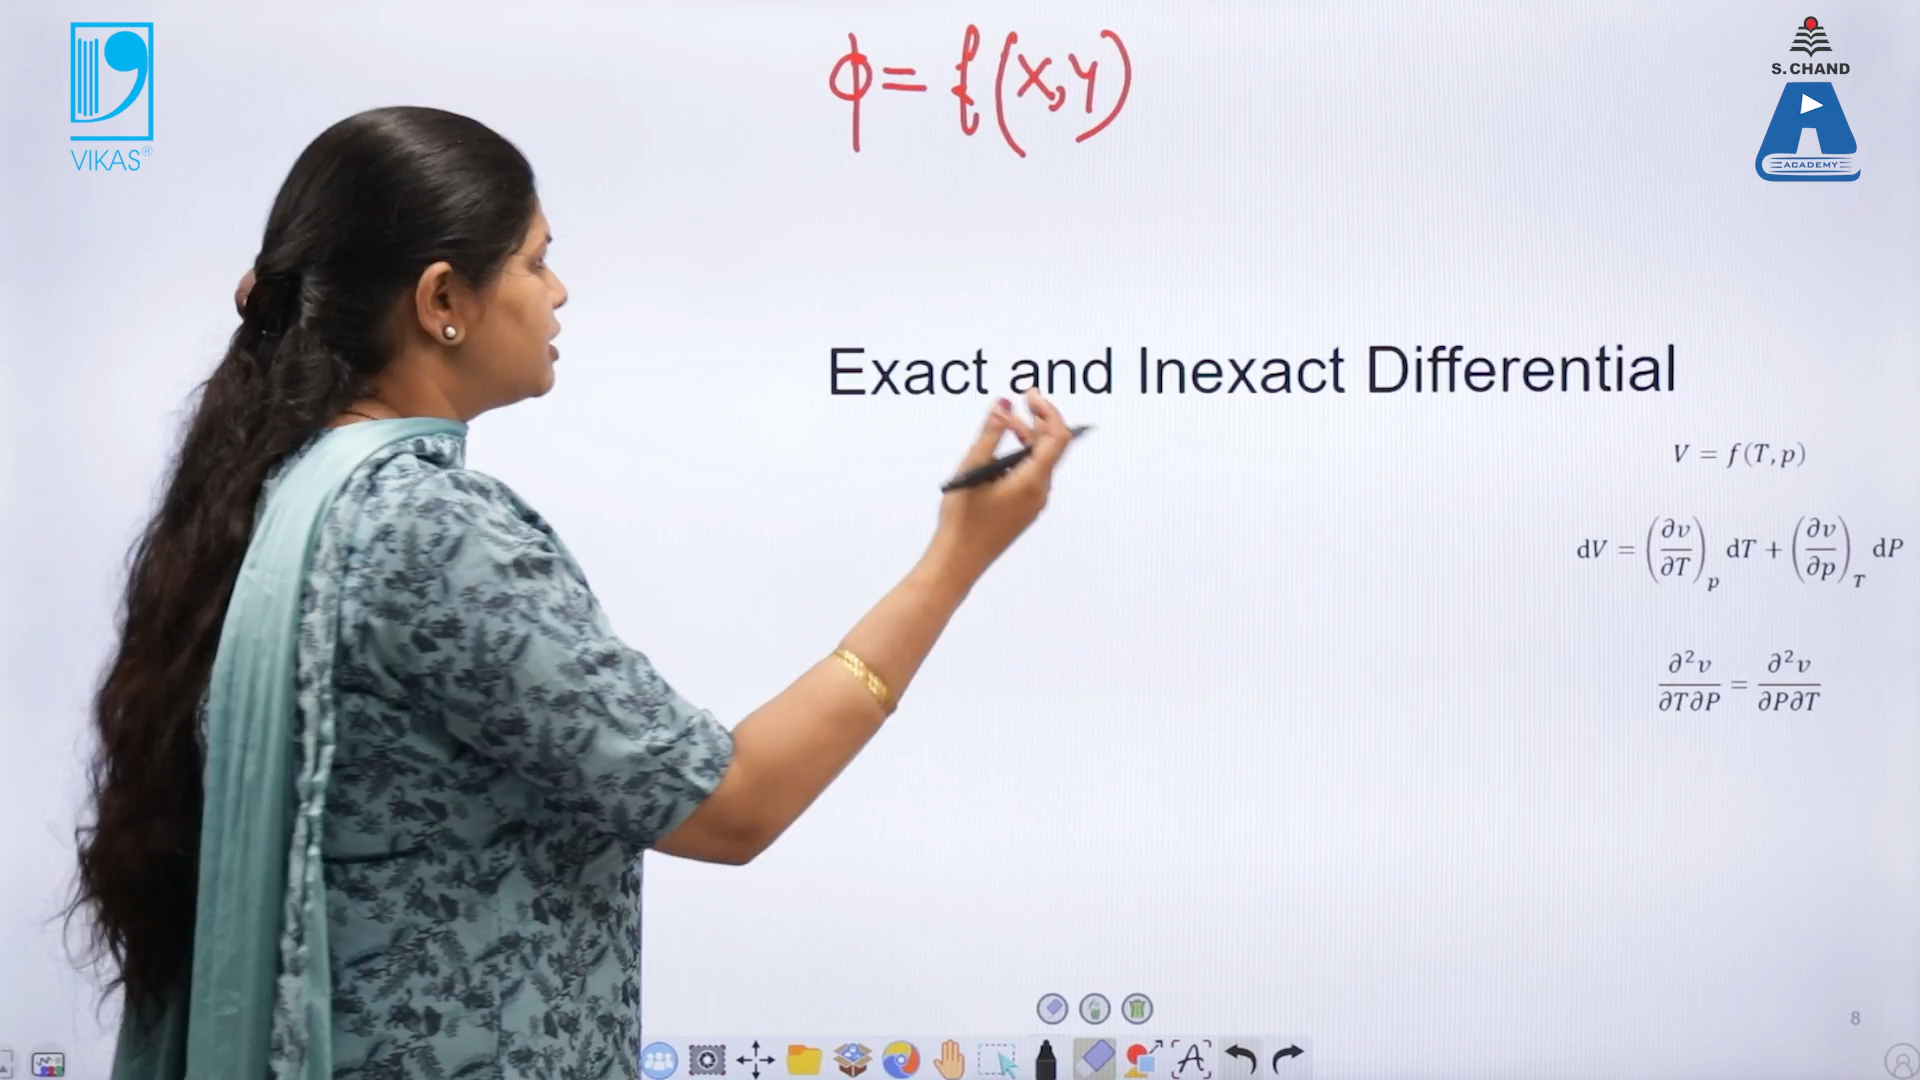 VIKAS®
ϕ = f(x,y)
S. CHAND
ACADEMY
Exact and Inexact Differential
V = f(T,p)
dV = (∂v/∂T)p dT + (∂v/∂p)T dP
∂²v/∂T∂P = ∂²v/∂P∂T
A
8